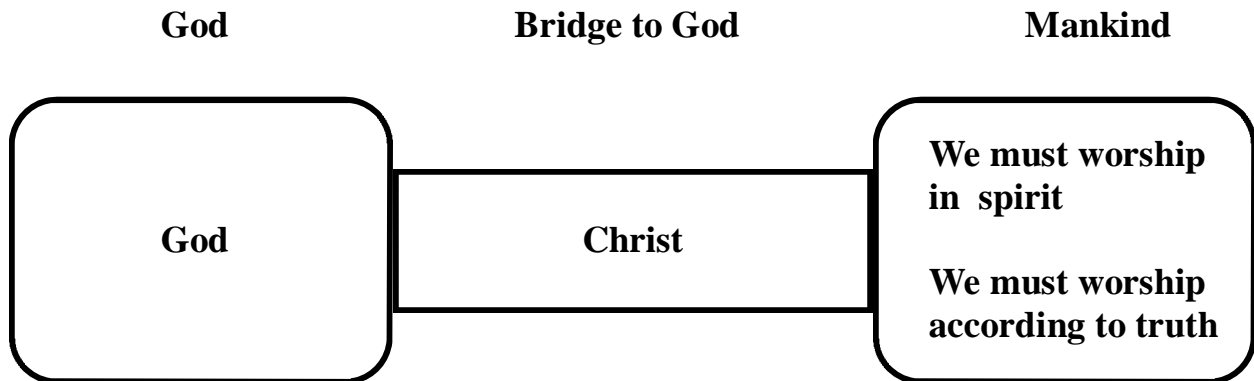 God Bridge to God Mankind
God
Christ
We must worship
in spirit
We must worship
according to truth